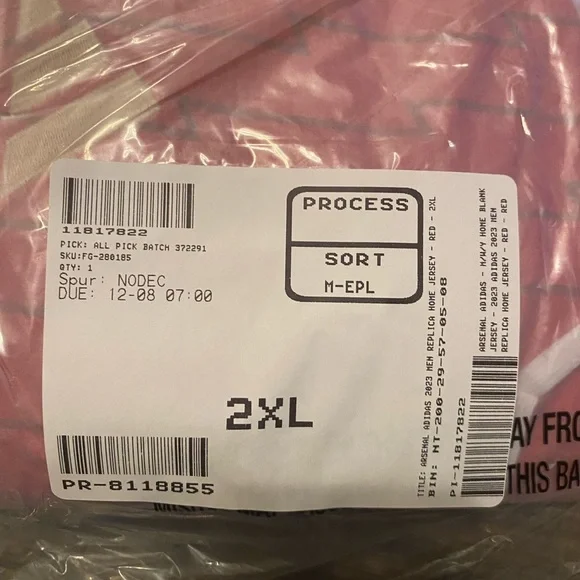 11817822
PICK: ALL PICK BATCH 372291
SKU:FG-280185
QTY: 1
Spur: NODEC
DUE: 12-08 07:00
PROCESS
SORT
M-EPL
2XL
PR-8118855
TITLE: ARSENAL ADIDAS 2023 MEN REPLICA HOME JERSEY - RED - 2XL
BIN: NT-200-29-57-05-08
PI-11817822
ARSENAL ADIDAS - M/W/Y HOME BLANK
JERSEY - 2023 ADIDAS 2023 MEN
REPLICA HOME JERSEY - RED - RED
AY FRO
THIS BA